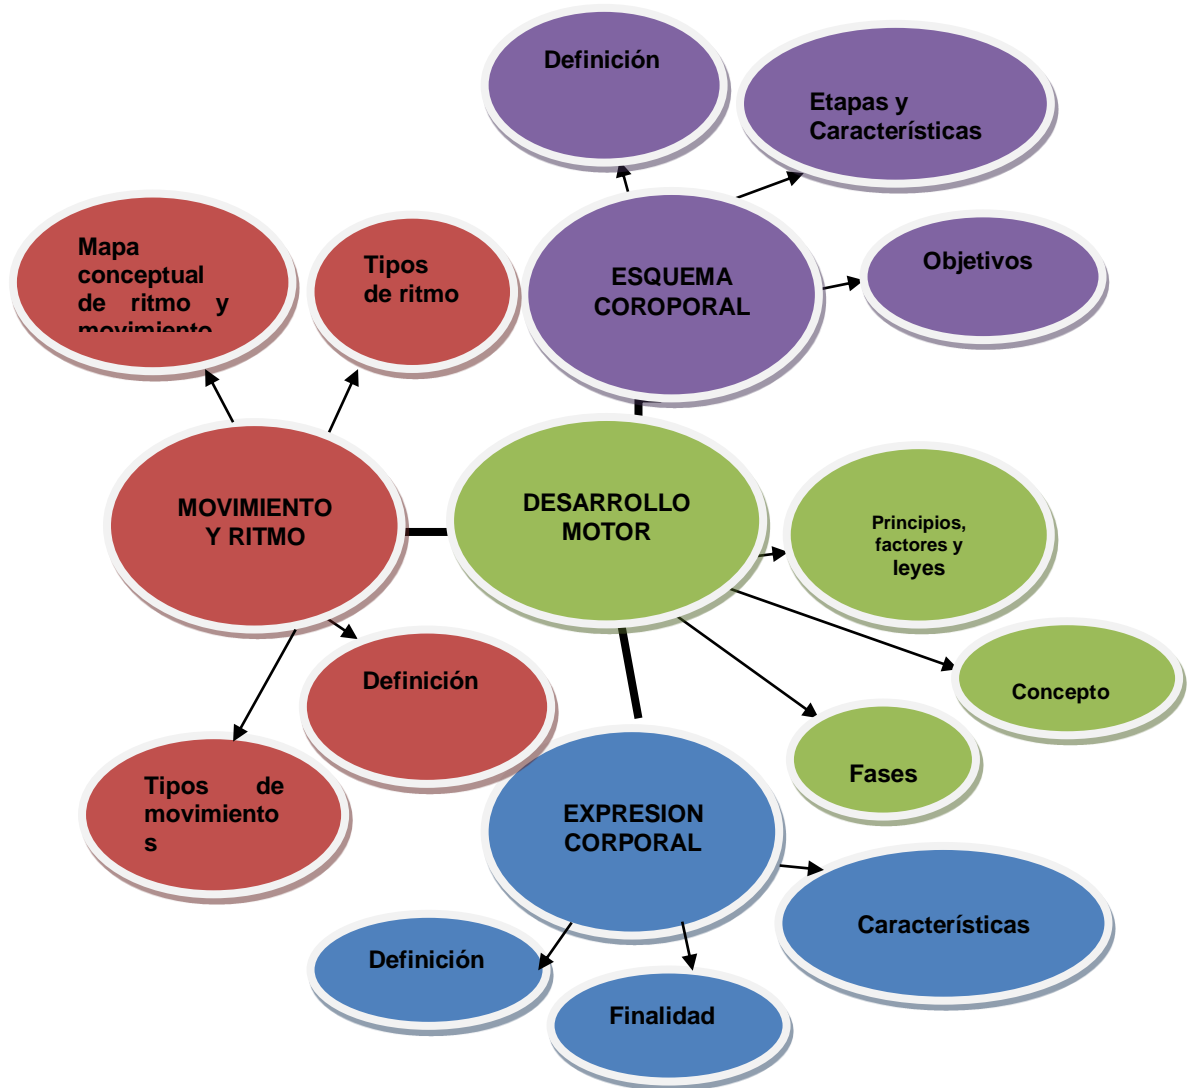 Definición
Etapas y
Características
Mapa
conceptual
de ritmo y
movimiento
Tipos
de ritmo
ESQUEMA
COROPORAL
Objetivos
MOVIMIENTO
Y RITMO
DESARROLLO
MOTOR
Principios,
factores y
leyes
Definición
Concepto
Tipos de
movimiento
s
Fases
EXPRESION
CORPORAL
Características
Definición
Finalidad